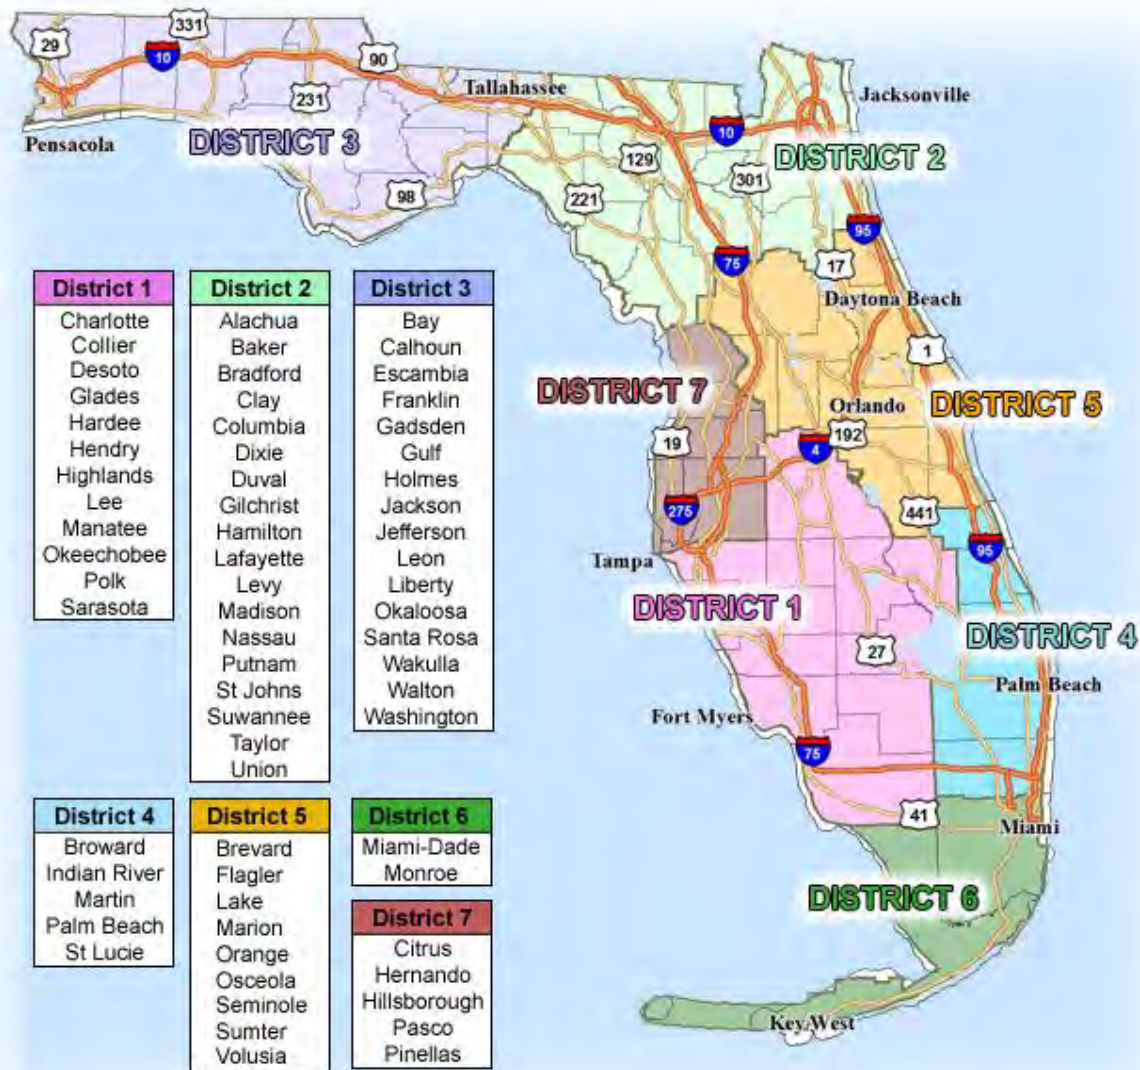 29
331
10
90
Tallahassee
231
Jacksonville
Pensacola
DISTRICT 3
10
DISTRICT 2
129
301
98
221
95
75
17
Daytona Beach
1
DISTRICT 7
Orlando
DISTRICT 5
19
192
4
275
441
95
Tampa
DISTRICT 1
DISTRICT 4
27
Palm Beach
Fort Myers
75
41
Miami
DISTRICT 6
Key West
District 1
Charlotte
Collier
Desoto
Glades
Hardee
Hendry
Highlands
Lee
Manatee
Okeechobee
Polk
Sarasota
District 2
Alachua
Baker
Bradford
Clay
Columbia
Dixie
Duval
Gilchrist
Hamilton
Lafayette
Levy
Madison
Nassau
Putnam
St Johns
Suwannee
Taylor
Union
District 3
Bay
Calhoun
Escambia
Franklin
Gadsden
Gulf
Holmes
Jackson
Jefferson
Leon
Liberty
Okaloosa
Santa Rosa
Wakulla
Walton
Washington
District 4
Broward
Indian River
Martin
Palm Beach
St Lucie
District 5
Brevard
Flagler
Lake
Marion
Orange
Osceola
Seminole
Sumter
Volusia
District 6
Miami-Dade
Monroe
District 7
Citrus
Hernando
Hillsborough
Pasco
Pinellas